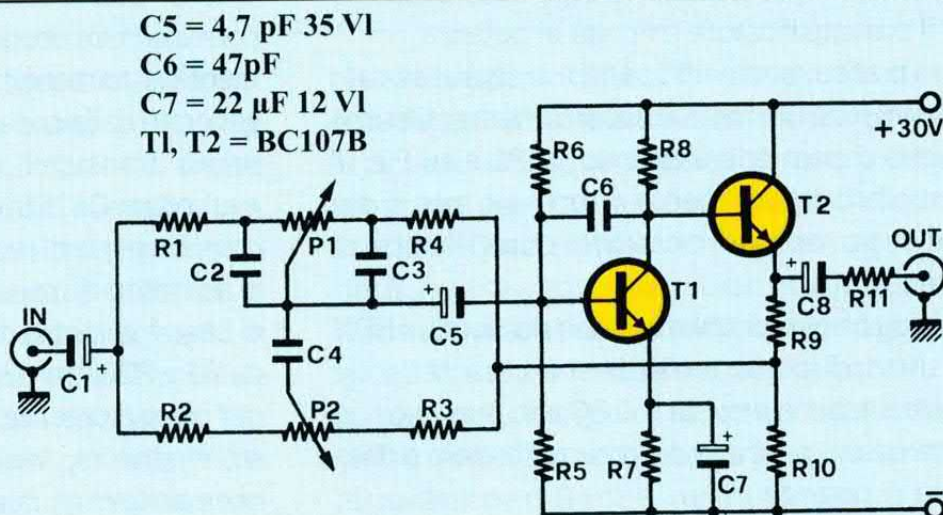 C5 = 4,7 pF 35 Vl
C6 = 47pF
C7 = 22 µF 12 Vl
Tl, T2 = BC107B
+30V
R6
R8
C6
T2
R1
P1
R4
C2
C3
T1
OUT
C8
R11
IN
C1
+
C4
+
C5
R9
R2
P2
R3
R5
R7
+
C7
R10
+